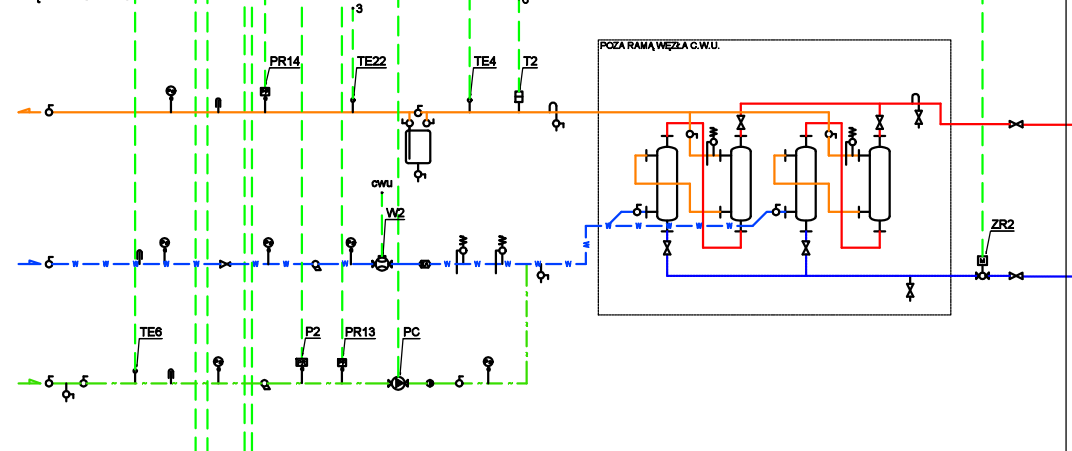 3
POZA RAMĄ WĘZŁA C.W.U.
PR14
TE22
TE4
T2
cwu
W2
ZR2
W W W W W W W
W W W W W W W W W W
W
TE6
P2
PR13
PC